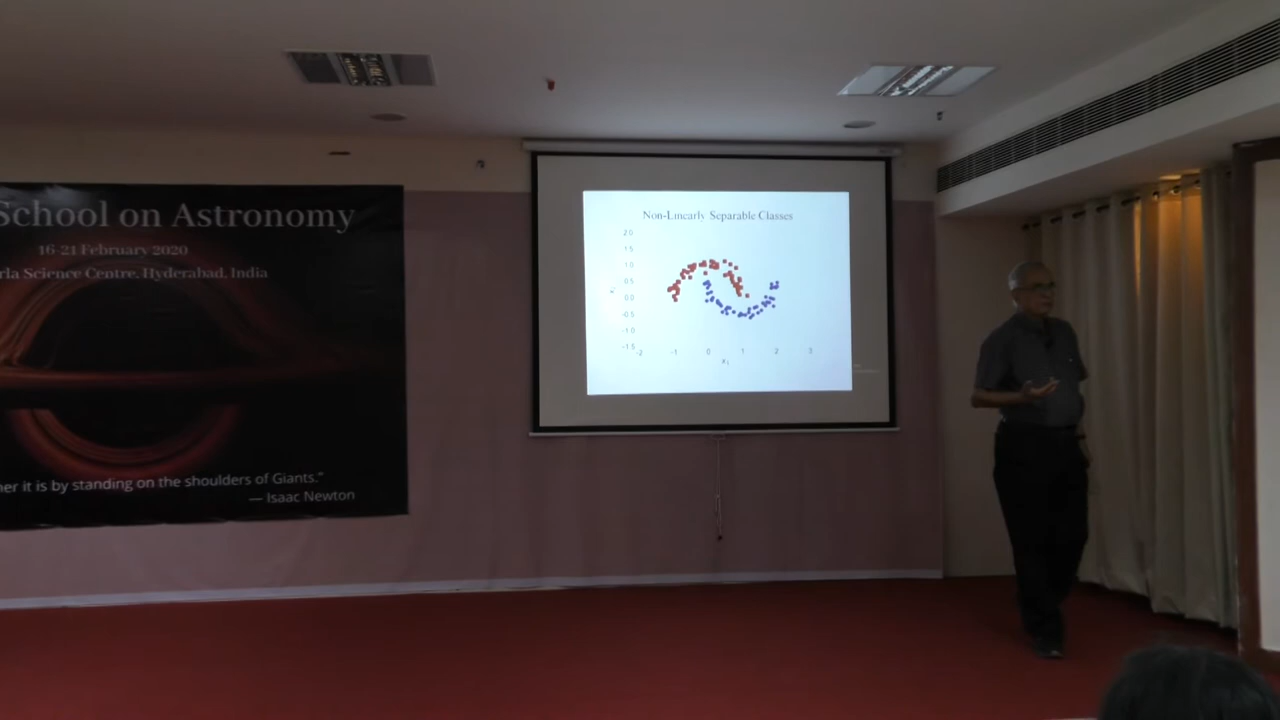 School on Astronomy
16-21 February 2020
rla Science Centre, Hyderabad, India
her it is by standing on the shoulders of Giants."
— Isaac Newton
Non-Linearly Separable Classes
2.0
1.5
1.0
0.5
0.0
-0.5
-1.0
-1.5
-2 -1 0 1 2 3
x₁